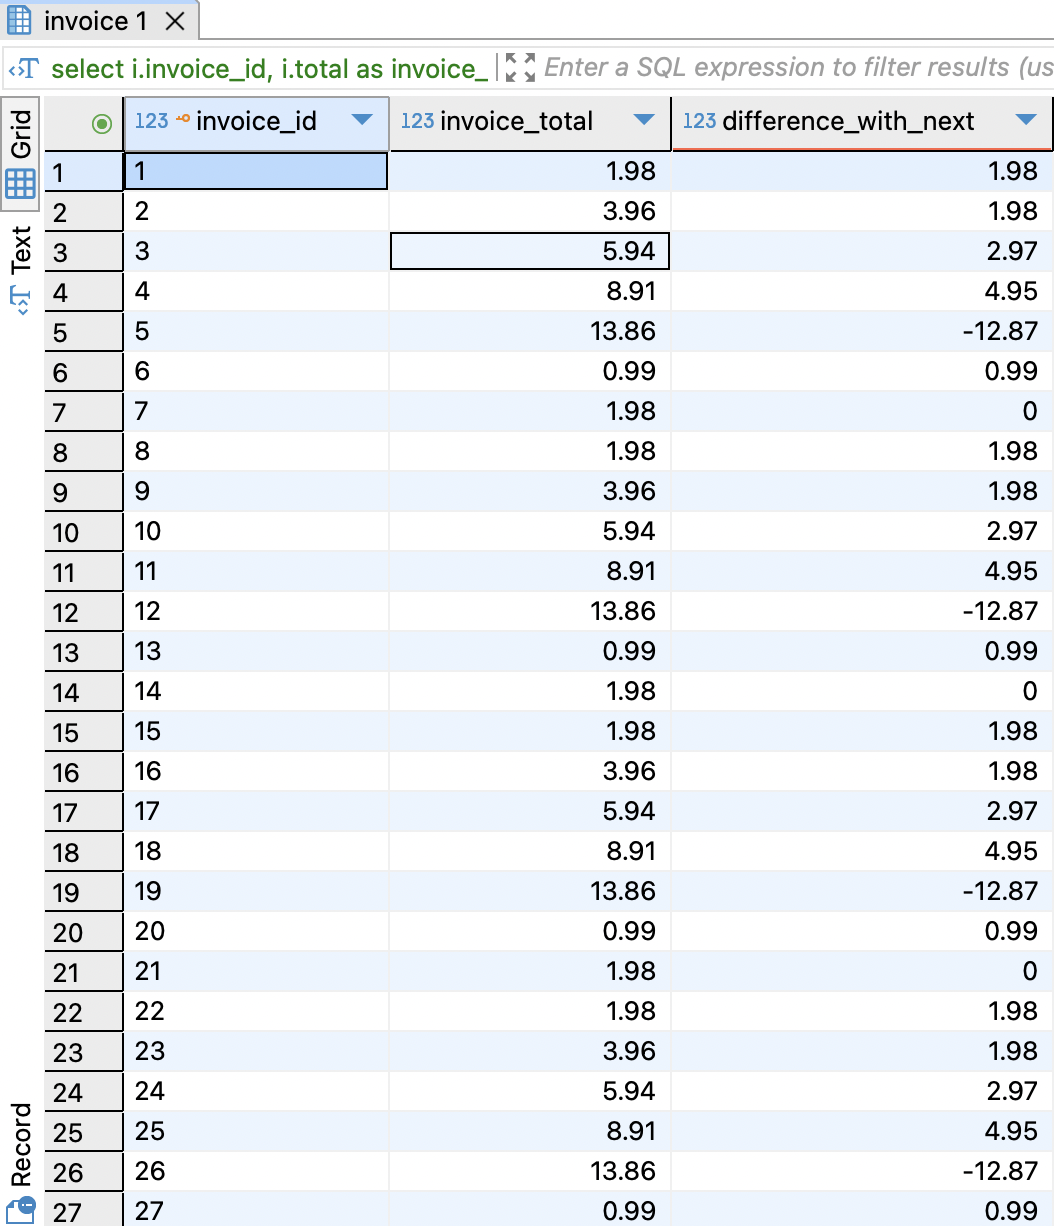 invoice 1
select i.invoice_id, i.total as invoice_ Enter a SQL expression to filter results (us
Grid
Text
Record
123 invoice_id 123 invoice_total 123 difference_with_next
1 1 1.98 1.98
2 2 3.96 1.98
3 3 5.94 2.97
4 4 8.91 4.95
5 5 13.86 -12.87
6 6 0.99 0.99
7 7 1.98 0
8 8 1.98 1.98
9 9 3.96 1.98
10 10 5.94 2.97
11 11 8.91 4.95
12 12 13.86 -12.87
13 13 0.99 0.99
14 14 1.98 0
15 15 1.98 1.98
16 16 3.96 1.98
17 17 5.94 2.97
18 18 8.91 4.95
19 19 13.86 -12.87
20 20 0.99 0.99
21 21 1.98 0
22 22 1.98 1.98
23 23 3.96 1.98
24 24 5.94 2.97
25 25 8.91 4.95
26 26 13.86 -12.87
27 27 0.99 0.99